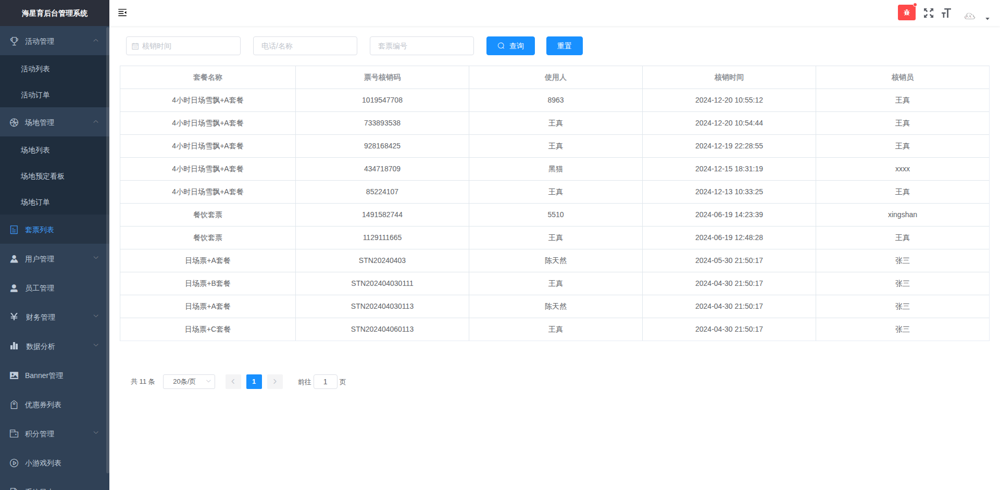 海星育后台管理系统
活动管理
活动列表
活动订单
场地管理
场地列表
场地预定看板
场地订单
套票列表
用户管理
员工管理
财务管理
数据分析
Banner管理
优惠券列表
积分管理
小游戏列表
核销时间 电话/名称 套票编号 查询 重置
套餐名称 票号核销码 使用人 核销时间 核销员
4小时日场雪飘+A套餐 1019547708 8963 2024-12-20 10:55:12 王真
4小时日场雪飘+A套餐 733893538 王真 2024-12-20 10:54:44 王真
4小时日场雪飘+A套餐 928168425 王真 2024-12-19 22:28:55 王真
4小时日场雪飘+A套餐 434718709 黑猫 2024-12-15 18:31:19 xxxx
4小时日场雪飘+A套餐 85224107 王真 2024-12-13 10:33:25 王真
餐饮套票 1491582744 5510 2024-06-19 14:23:39 xingshan
餐饮套票 1129111665 王真 2024-06-19 12:48:28 王真
日场票+A套餐 STN20240403 陈天然 2024-05-30 21:50:17 张三
日场票+B套餐 STN202404030111 王真 2024-04-30 21:50:17 张三
日场票+A套餐 STN202404030113 陈天然 2024-04-30 21:50:17 张三
日场票+C套餐 STN202404060113 王真 2024-04-30 21:50:17 张三
共 11 条 20条/页 1 前往 1 页